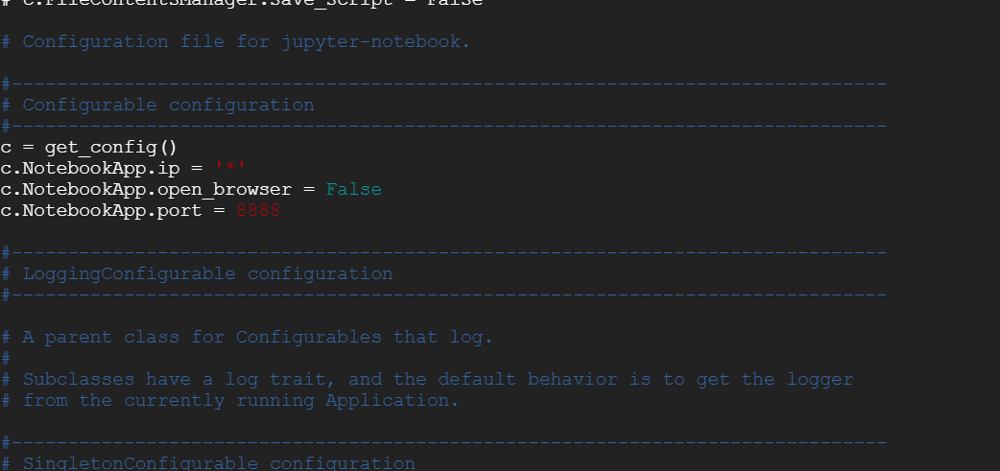 # c.FileContentsManager.save_script = False
# Configuration file for jupyter-notebook.
#------------------------------------------------------------------------------
# Configurable configuration
#------------------------------------------------------------------------------
c = get_config()
c.NotebookApp.ip = '*'
c.NotebookApp.open_browser = False
c.NotebookApp.port = 8888
#------------------------------------------------------------------------------
# LoggingConfigurable configuration
#------------------------------------------------------------------------------
# A parent class for Configurables that log.
#
# Subclasses have a log trait, and the default behavior is to get the logger
# from the currently running Application.
#------------------------------------------------------------------------------
# SingletonConfigurable configuration